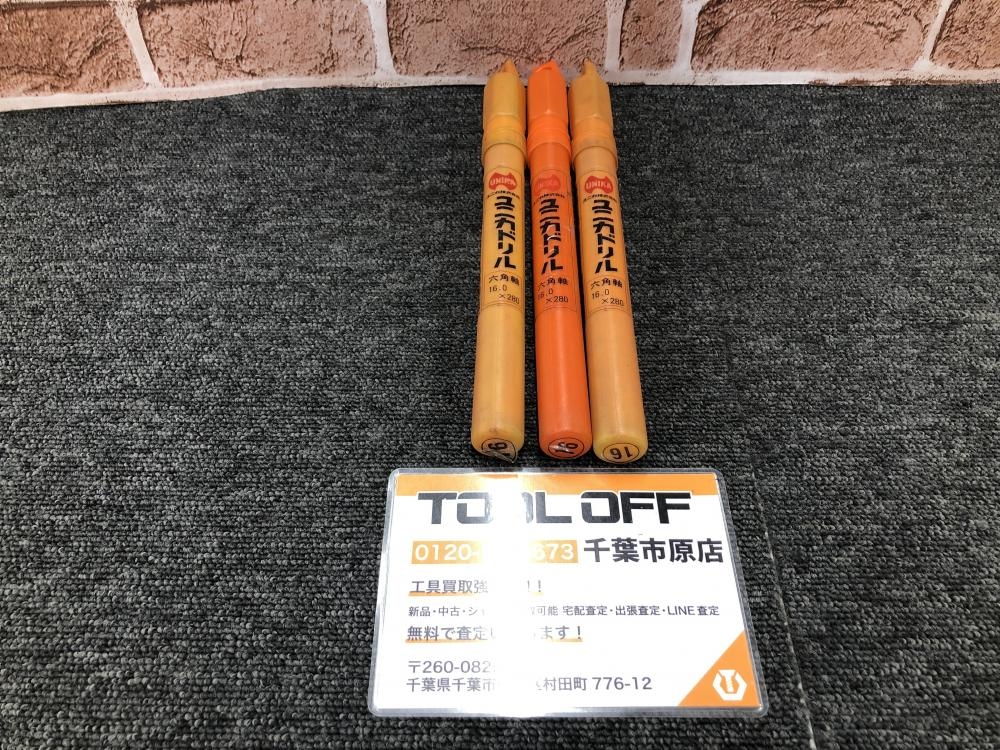 UNIKA
ユニカドリル
六角軸
16.0
×280
UNIKA
ユニカドリル
六角軸
16.0
×280
UNIKA
ユニカドリル
六角軸
16.0
×280
16
TOOL OFF
0120- 673 千葉市原店
工具買取強 !
新品・中古・ 可能 宅配査定・出張査定・LINE査定
無料で査定 ます！
〒260-082
千葉県千葉市 村田町 776-12